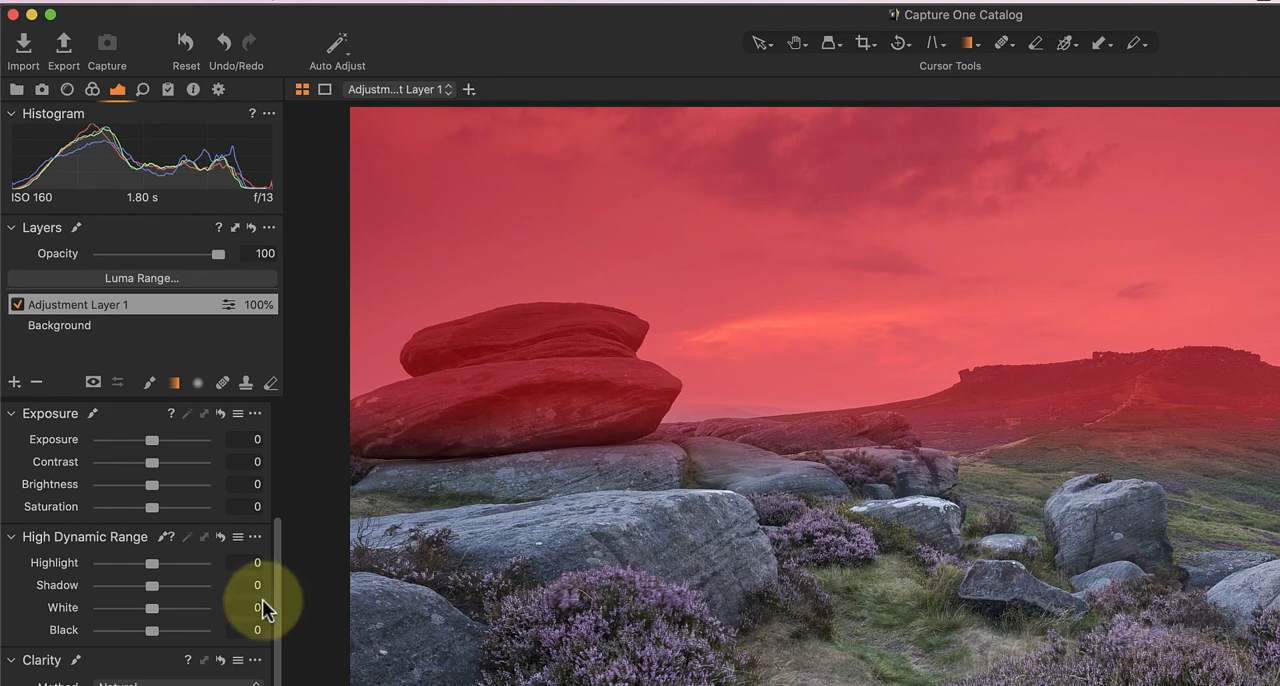 Capture One Catalog
Import Export Capture Reset Undo/Redo Auto Adjust Cursor Tools
Adjustm...t Layer 1
Histogram ?
ISO 160 1.80 s f/13
Layers ?
Opacity 100
Luma Range...
Adjustment Layer 1 100%
Background
Exposure ?
Exposure 0
Contrast 0
Brightness 0
Saturation 0
High Dynamic Range ?
Highlight 0
Shadow 0
White 0
Black 0
Clarity ?
Method Natural